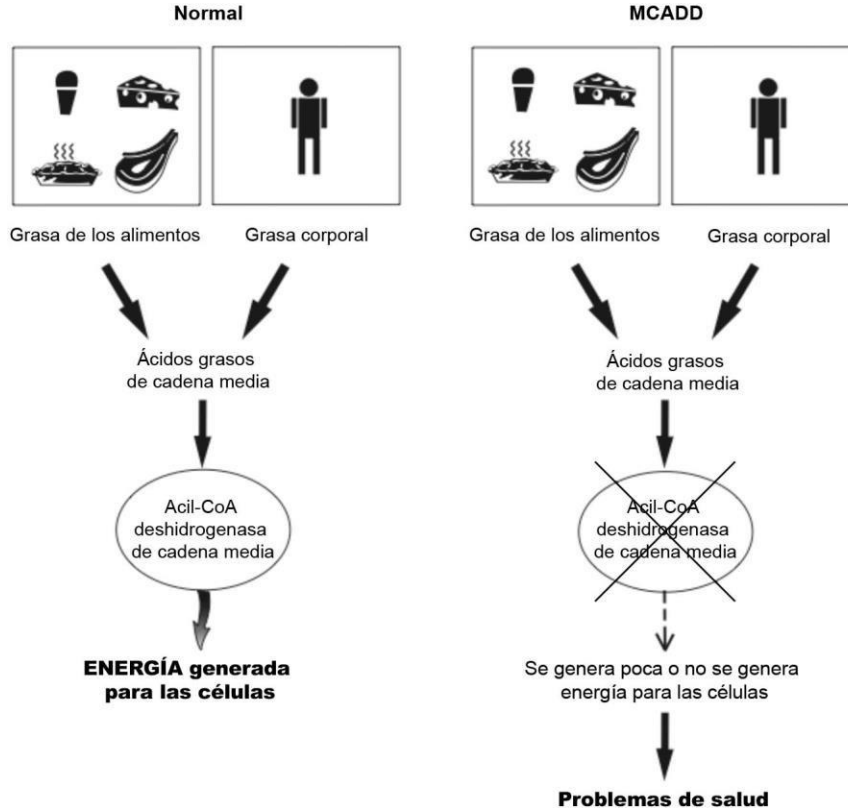 Normal
Grasa de los alimentos
Grasa corporal
Ácidos grasos
de cadena media
Acil-CoA
deshidrogenasa
de cadena media
ENERGÍA generada
para las células
MCADD
Grasa de los alimentos
Grasa corporal
Ácidos grasos
de cadena media
Acil-CoA
deshidrogenasa
de cadena media
Se genera poca o no se genera
energía para las células
Problemas de salud